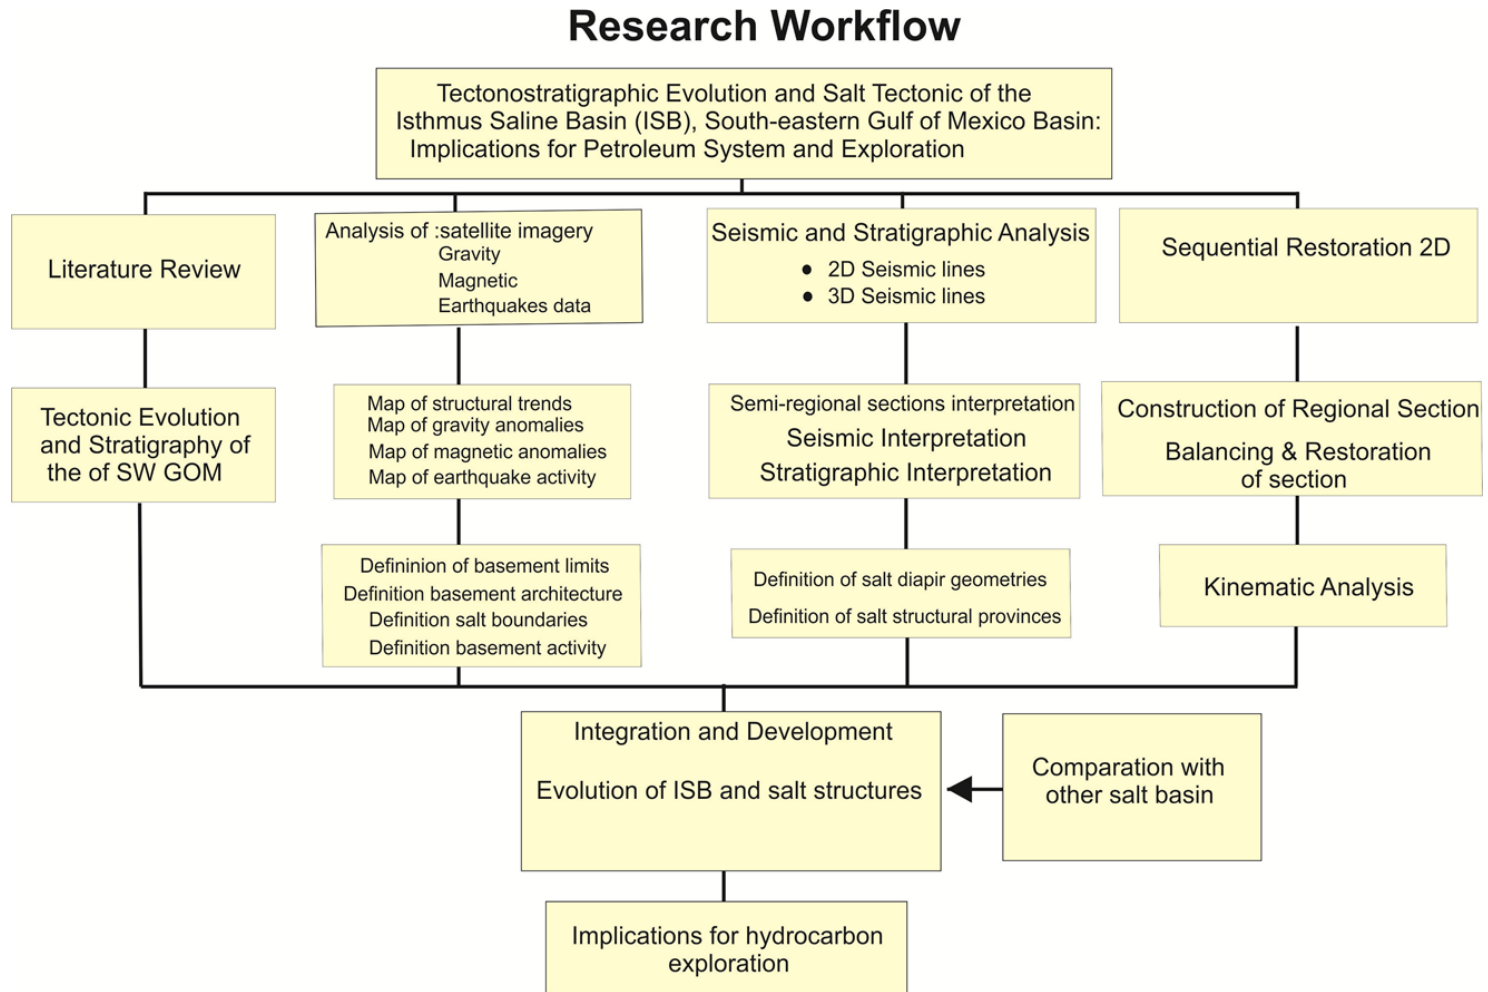 Research Workflow
Tectonostratigraphic Evolution and Salt Tectonic of the
Isthmus Saline Basin (ISB), South-eastern Gulf of Mexico Basin:
Implications for Petroleum System and Exploration
Literature Review
Analysis of :satellite imagery
Gravity
Magnetic
Earthquakes data
Seismic and Stratigraphic Analysis
● 2D Seismic lines
● 3D Seismic lines
Sequential Restoration 2D
Tectonic Evolution
and Stratigraphy of
the of SW GOM
Map of structural trends
Map of gravity anomalies
Map of magnetic anomalies
Map of earthquake activity
Semi-regional sections interpretation
Seismic Interpretation
Stratigraphic Interpretation
Construction of Regional Section
Balancing & Restoration
of section
Defininion of basement limits
Definition basement architecture
Definition salt boundaries
Definition basement activity
Definition of salt diapir geometries
Definition of salt structural provinces
Kinematic Analysis
Integration and Development
Evolution of ISB and salt structures
Comparation with
other salt basin
Implications for hydrocarbon
exploration